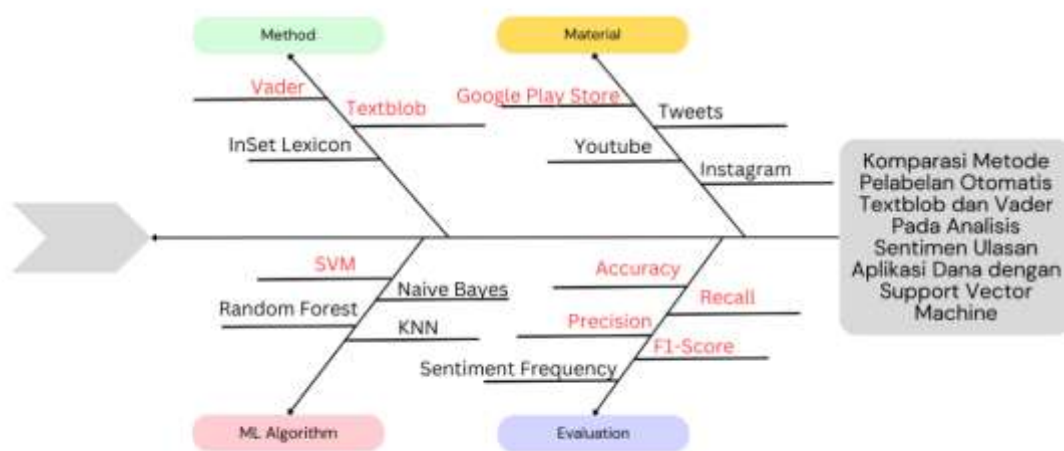 Method
Material
Vader
Textblob
InSet Lexicon
Google Play Store
Tweets
Youtube
Instagram
Komparasi Metode
Pelabelan Otomatis
Textblob dan Vader
Pada Analisis
Sentimen Ulasan
Aplikasi Dana dengan
Support Vector
Machine
SVM
Naive Bayes
Random Forest
KNN
Accuracy
Recall
Precision
F1-Score
Sentiment Frequency
ML Algorithm
Evaluation